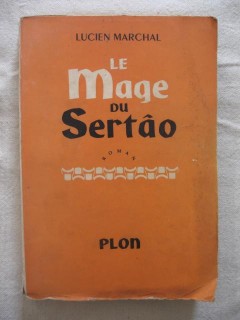 LUCIEN MARCHAL
LE
Mage
DU
Sertão
ROMAN
PLON